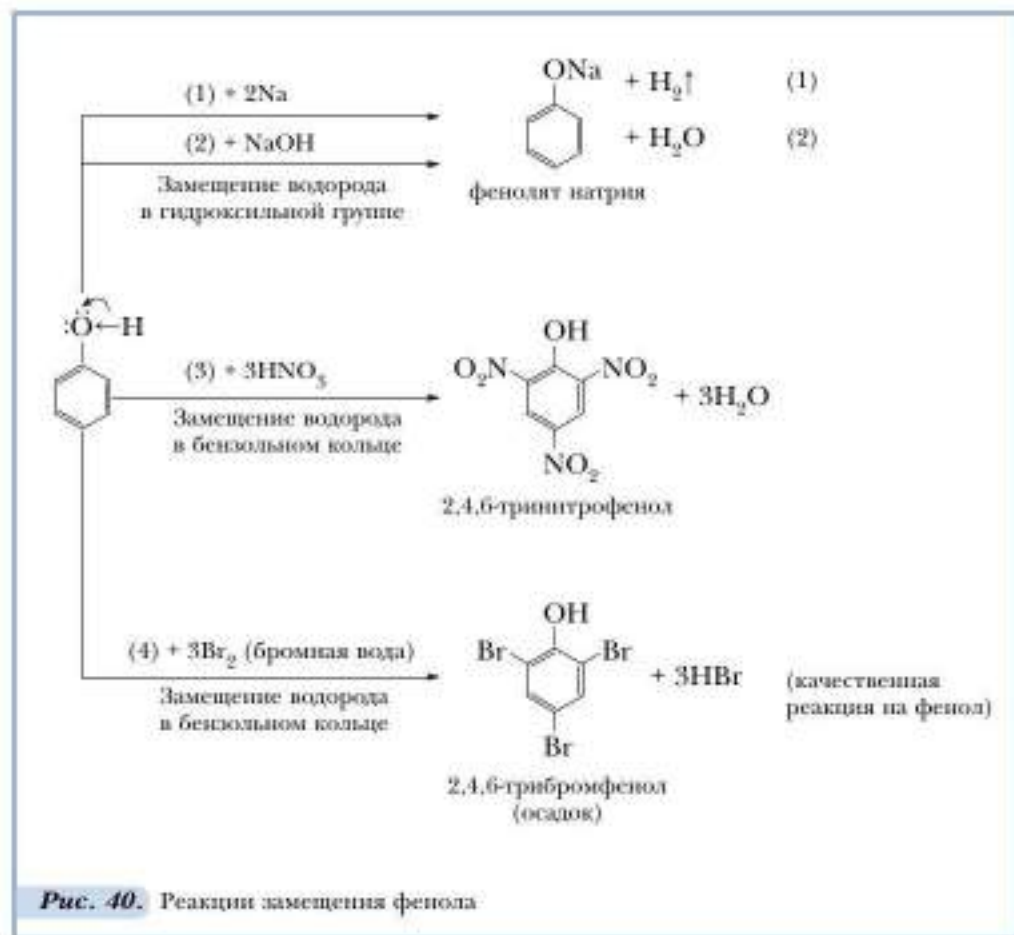 (1) + 2Na
ONa
+ H₂↑ (1)
(2) + NaOH
+ H₂O (2)
Замещение водорода
в гидроксильной группе
фенолят натрия
:Ö←H
(3) + 3HNO₃
OH
O₂N NO₂
+ 3H₂O
Замещение водорода
в бензольном кольце
NO₂
2,4,6-тринитрофенол
(4) + 3Br₂ (бромная вода)
OH
Br Br
+ 3HBr
(качественная
реакция на фенол)
Замещение водорода
в бензольном кольце
Br
2,4,6-трибромфенол
(осадок)
Рис. 40. Реакции замещения фенола